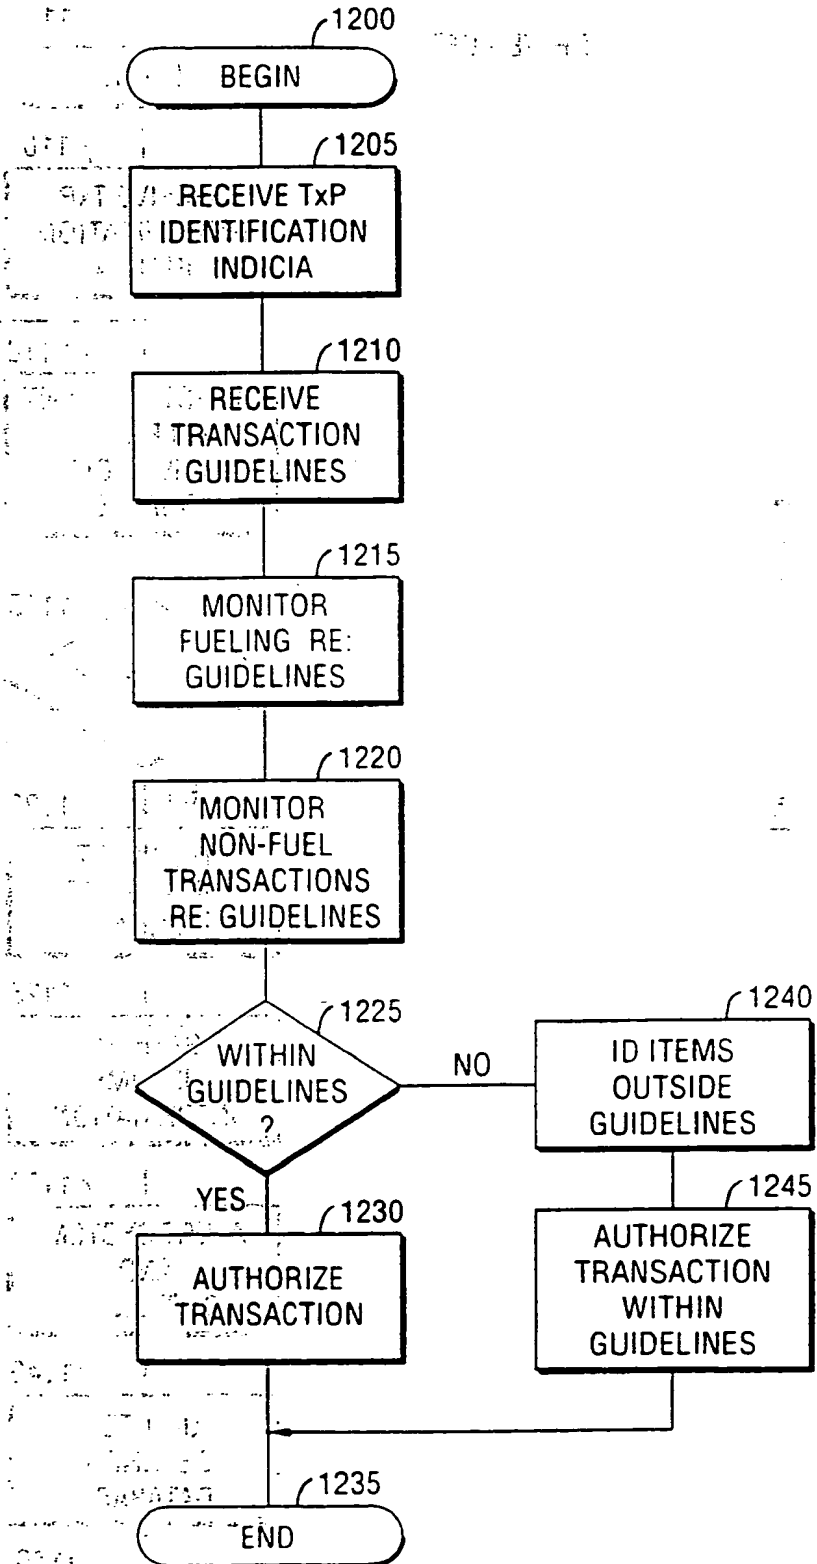 1200
BEGIN
1205
RECEIVE TxP
IDENTIFICATION
INDICIA
1210
RECEIVE
TRANSACTION
GUIDELINES
1215
MONITOR
FUELING RE:
GUIDELINES
1220
MONITOR
NON-FUEL
TRANSACTIONS
RE: GUIDELINES
1225
WITHIN
GUIDELINES
?
NO
1240
ID ITEMS
OUTSIDE
GUIDELINES
YES
1230
AUTHORIZE
TRANSACTION
1245
AUTHORIZE
TRANSACTION
WITHIN
GUIDELINES
1235
END